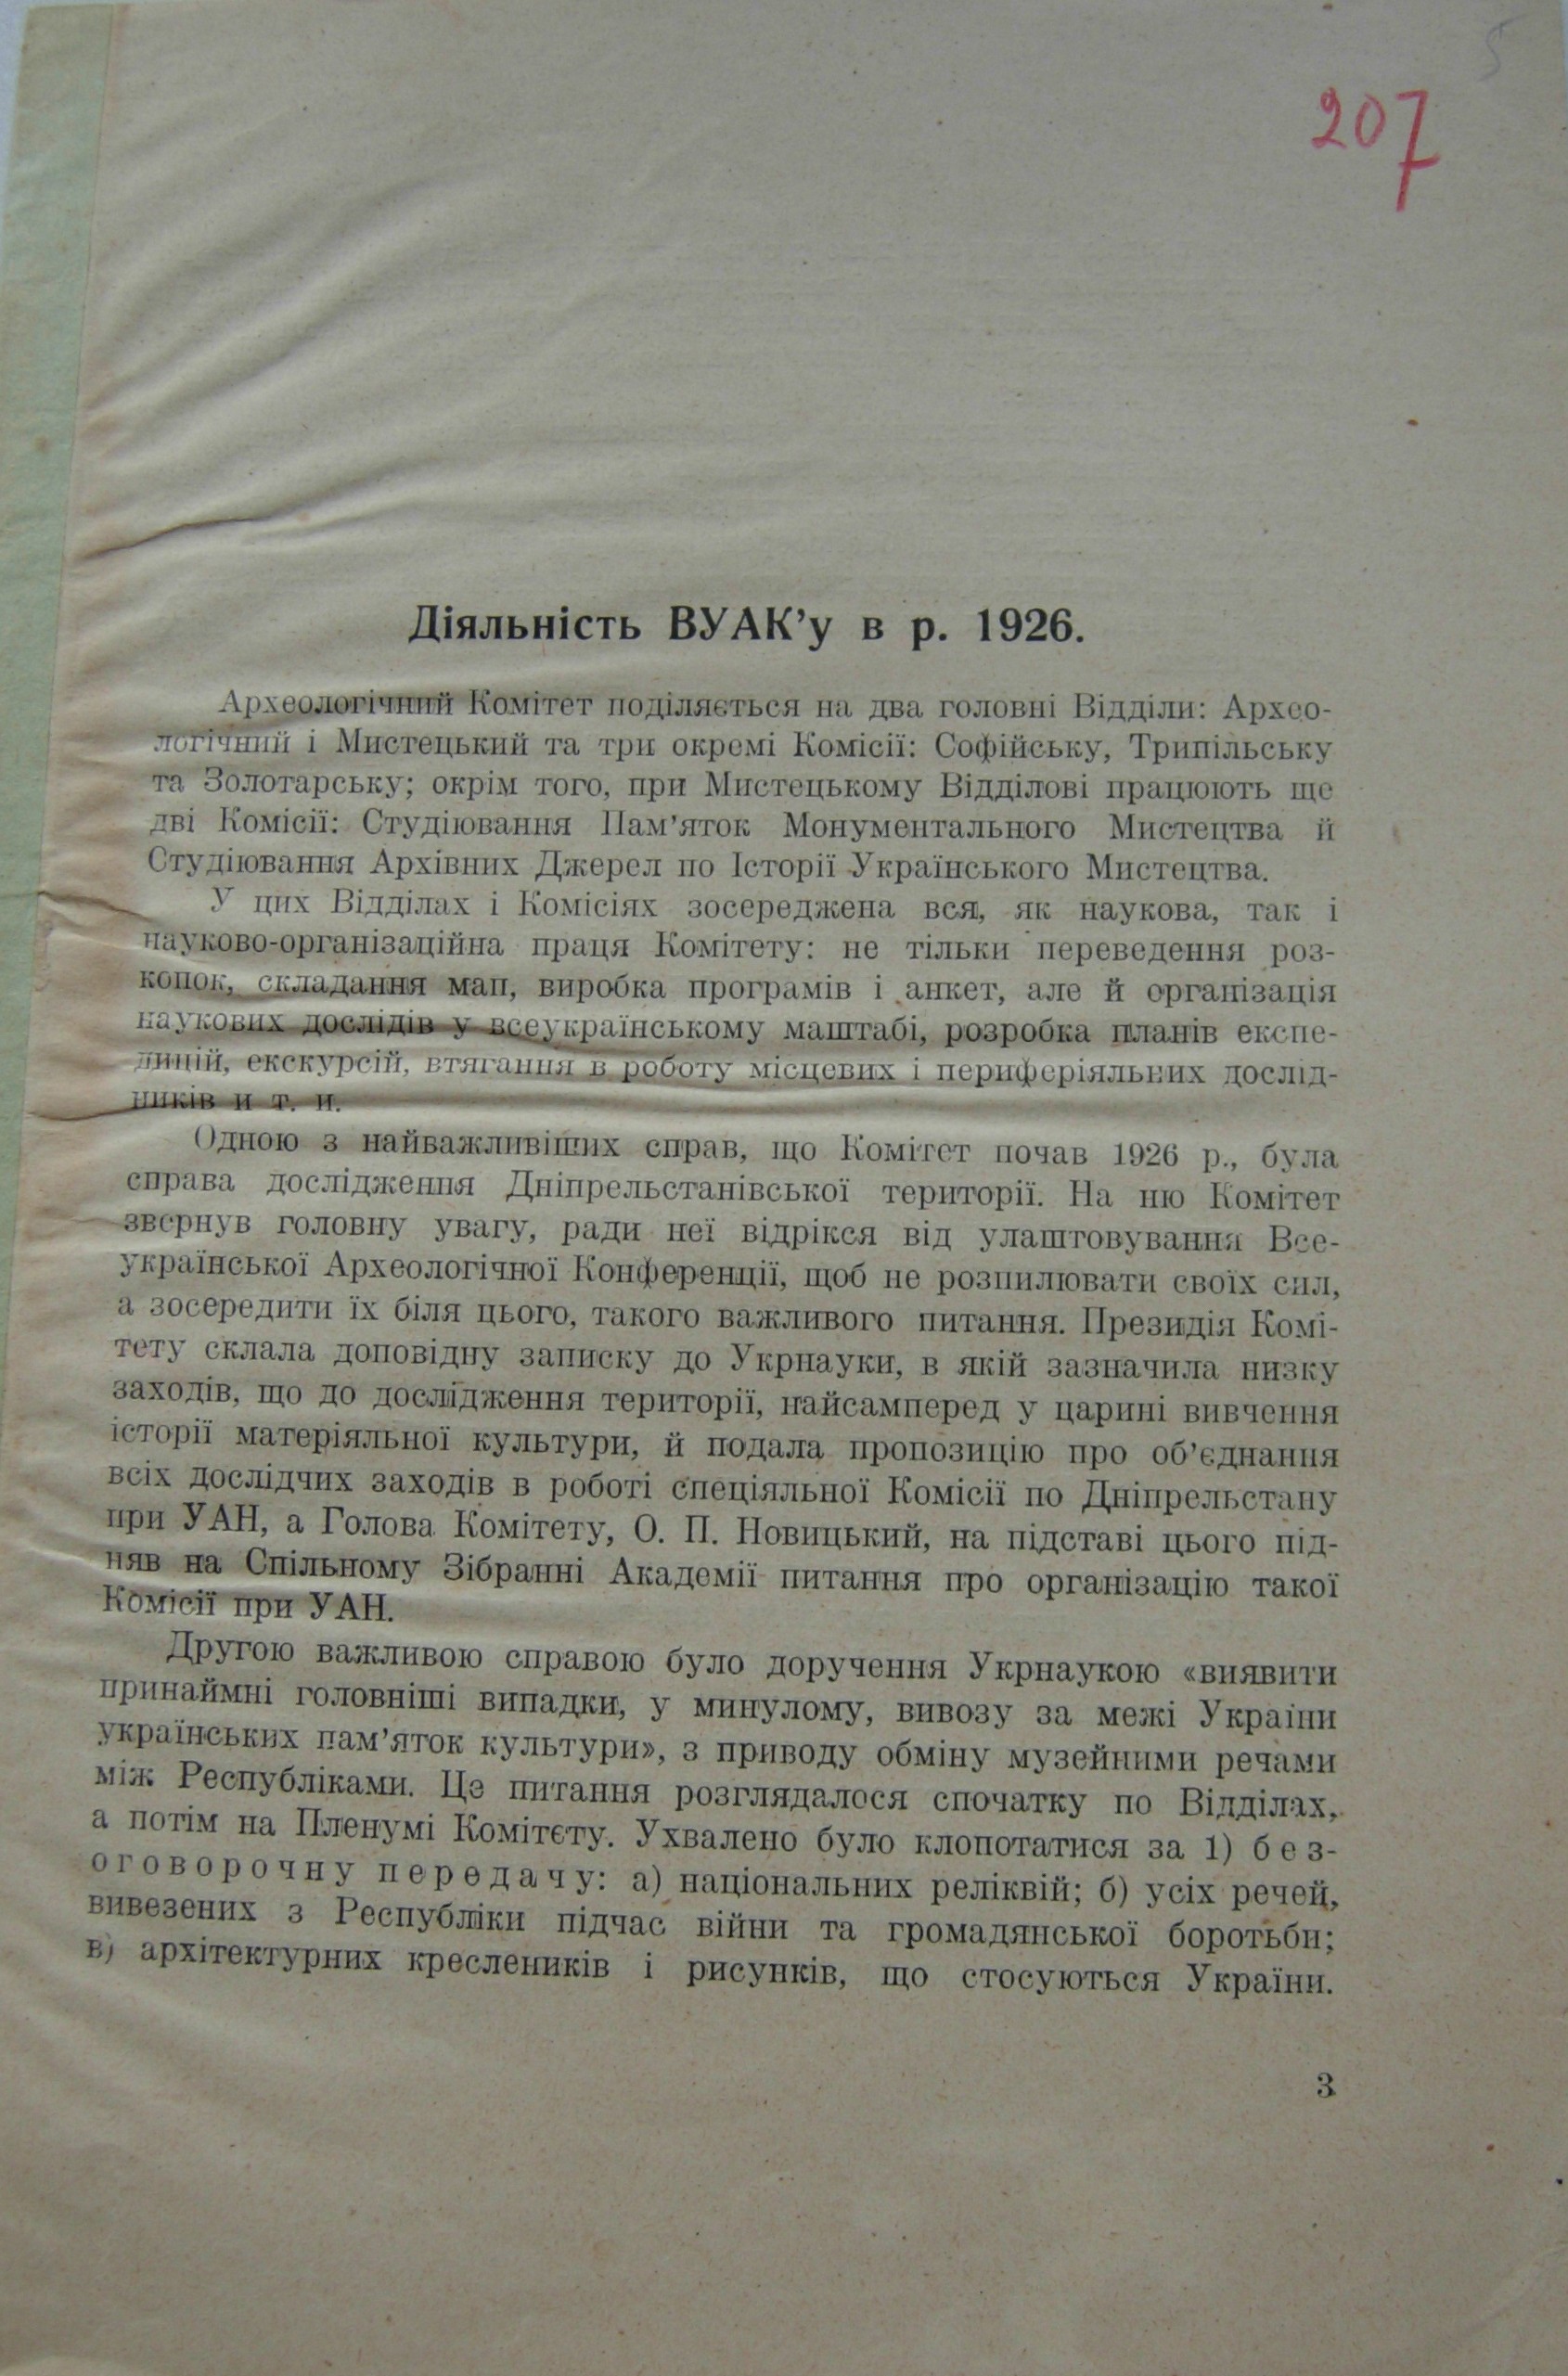 207
Діяльність ВУАК’у в р. 1926.
Археологічний Комітет поділяється на два головні Відділи: Архео-
логічний і Мистецький та три окремі Комісії: Софійську, Трипільську
та Золотарську; окрім того, при Мистецькому Відділові працюють ще
дві Комісії: Студіювання Пам’яток Монументального Мистецтва й
Студіювання Архівних Джерел по Історії Українського Мистецтва.
У цих Відділах і Комісіях зосереджена вся, як наукова, так і
науково-організаційна праця Комітету: не тільки переведення роз-
копок, складання мап, виробка програмів і анкет, але й організація
наукових дослідів у всеукраїнському маштабі, розробка планів експе-
диций, екскурсій, втягання в роботу місцевих і периферіяльних дослід-
ників и т. и.
Одною з найважливіших справ, що Комітет почав 1926 р., була
справа дослідження Дніпрельстанівської території. На ню Комітет
звернув головну увагу, ради неї відрікся від улаштовування Все-
української Археологічної Конференції, щоб не розпилювати своїх сил,
а зосередити їх біля цього, такого важливого питання. Президія Комі-
тету склала доповідну записку до Укрнауки, в якій зазначила низку
заходів, що до дослідження території, найсамперед у царині вивчення
історії матеріяльної культури, й подала пропозицію про об’єднання
всіх дослідчих заходів в роботі спеціяльної Комісії по Дніпрельстану
при УАН, а Голова Комітету, О. П. Новицький, на підставі цього під-
няв на Спільному Зібранні Академії питання про організацію такої
Комісії при УАН.
Другою важливою справою було доручення Укрнаукою «виявити
принаймні головніші випадки, у минулому, вивозу за межі України
українських пам’яток культури», з приводу обміну музейними речами
між Республіками. Це питання розглядалося спочатку по Відділах,
а потім на Пленумі Комітету. Ухвалено було клопотатися за 1) без-
оговорочну передачу: а) національних реліквій; б) усіх речей,
вивезених з Республіки підчас війни та громадянської боротьби;
в) архітектурних креслеників і рисунків, що стосуються України.
3